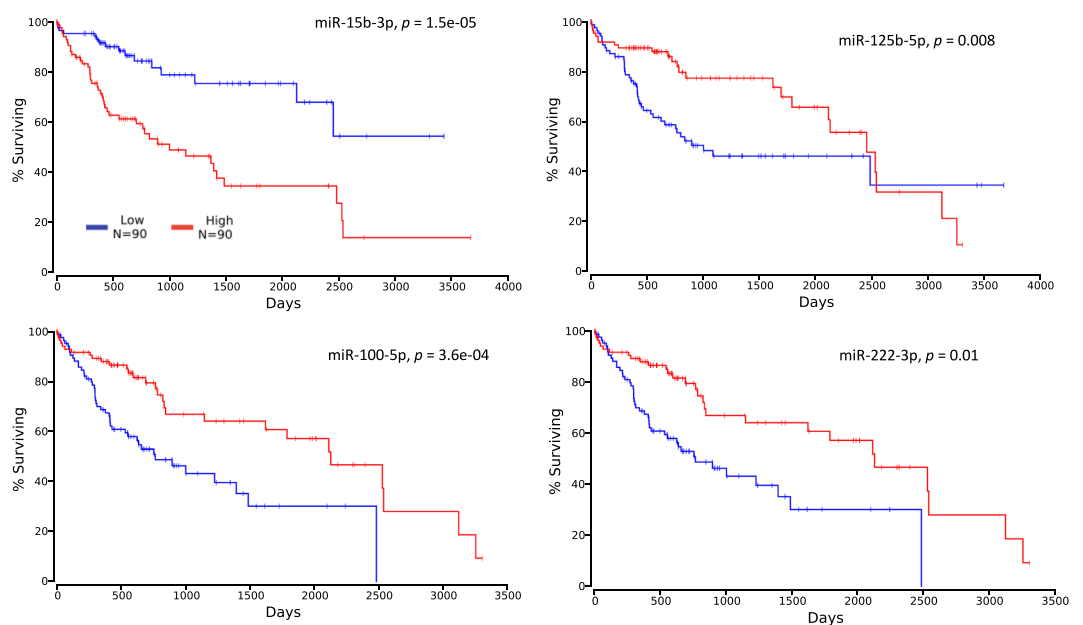 miR-15b-3p, p = 1.5e-05
% Surviving
100
80
60
40
20
0
Low
N=90
High
N=90
0 500 1000 1500 2000 2500 3000 3500 4000
Days
miR-125b-5p, p = 0.008
% Surviving
100
80
60
40
20
0
0 500 1000 1500 2000 2500 3000 3500 4000
Days
miR-100-5p, p = 3.6e-04
% Surviving
100
80
60
40
20
0
0 500 1000 1500 2000 2500 3000 3500
Days
miR-222-3p, p = 0.01
% Surviving
100
80
60
40
20
0
0 500 1000 1500 2000 2500 3000 3500
Days